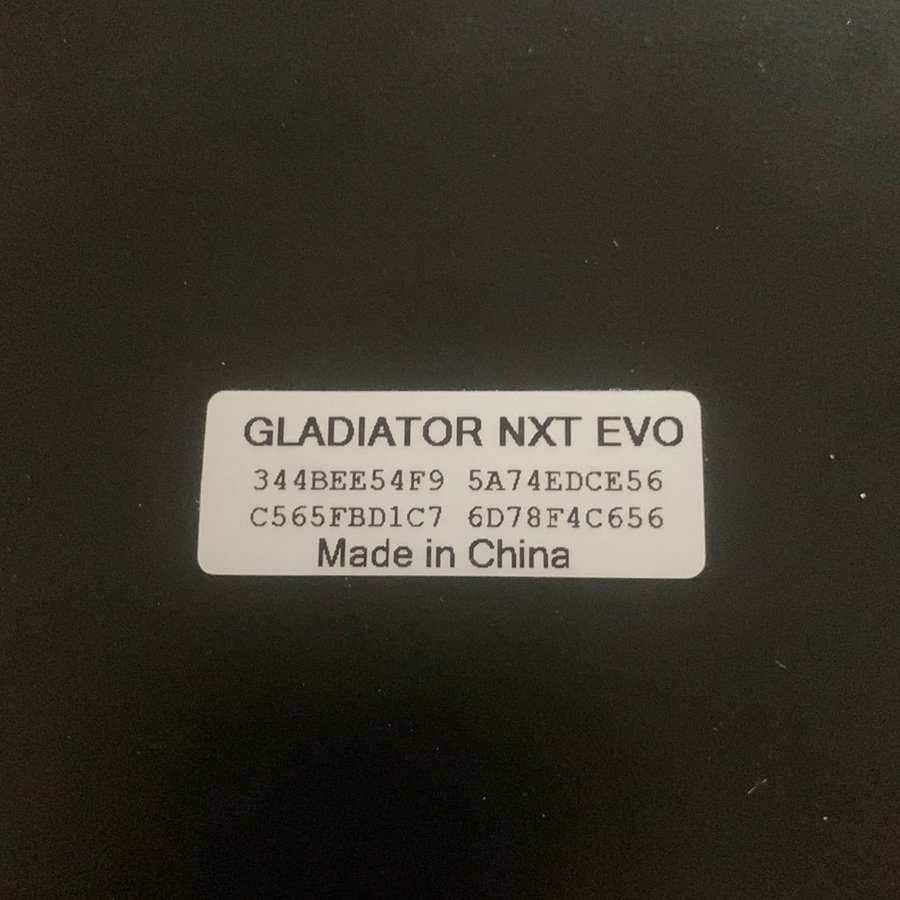 GLADIATOR NXT EVO
344BEE54F9 5A74EDCE56
C565FBD1C7 6D78F4C656
Made in China